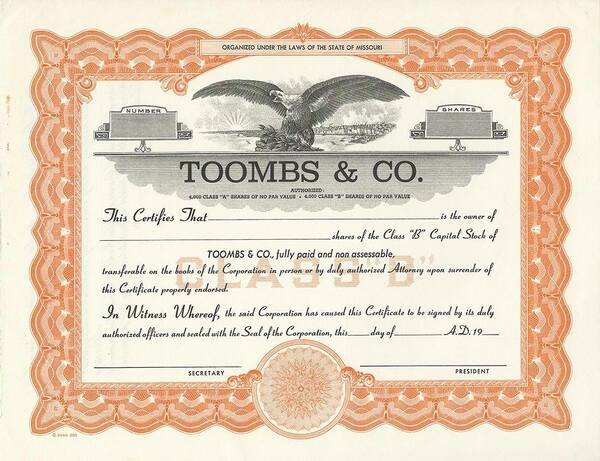 ORGANIZED UNDER THE LAWS OF THE STATE OF MISSOURI
NUMBER
SHARES
TOOMBS & CO.
AUTHORIZED:
4,000 CLASS "A" SHARES OF NO PAR VALUE • 4,000 CLASS "B" SHARES OF NO PAR VALUE
This Certifies That is the owner of
shares of the Class "B" Capital Stock of
TOOMBS & CO., fully paid and non assessable,
CLASS "B"
transferable on the books of the Corporation in person or by duly authorized Attorney upon surrender of
this Certificate properly endorsed.
In Witness Whereof, the said Corporation has caused this Certificate to be signed by its duly
authorized officers and sealed with the Seal of the Corporation, this day of A.D. 19
SECRETARY
PRESIDENT